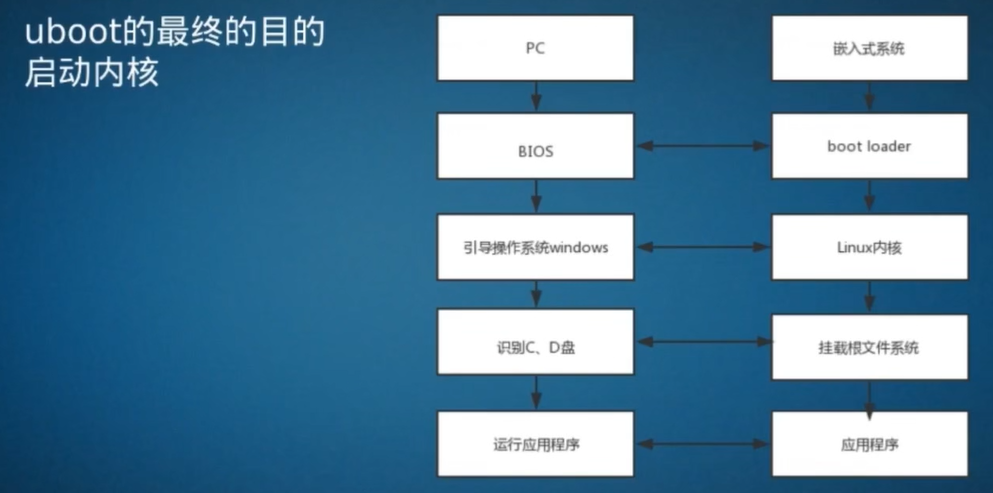 uboot的最终的目的
启动内核
PC
嵌入式系统
BIOS
boot loader
引导操作系统windows
Linux内核
识别C、D盘
挂载根文件系统
运行应用程序
应用程序